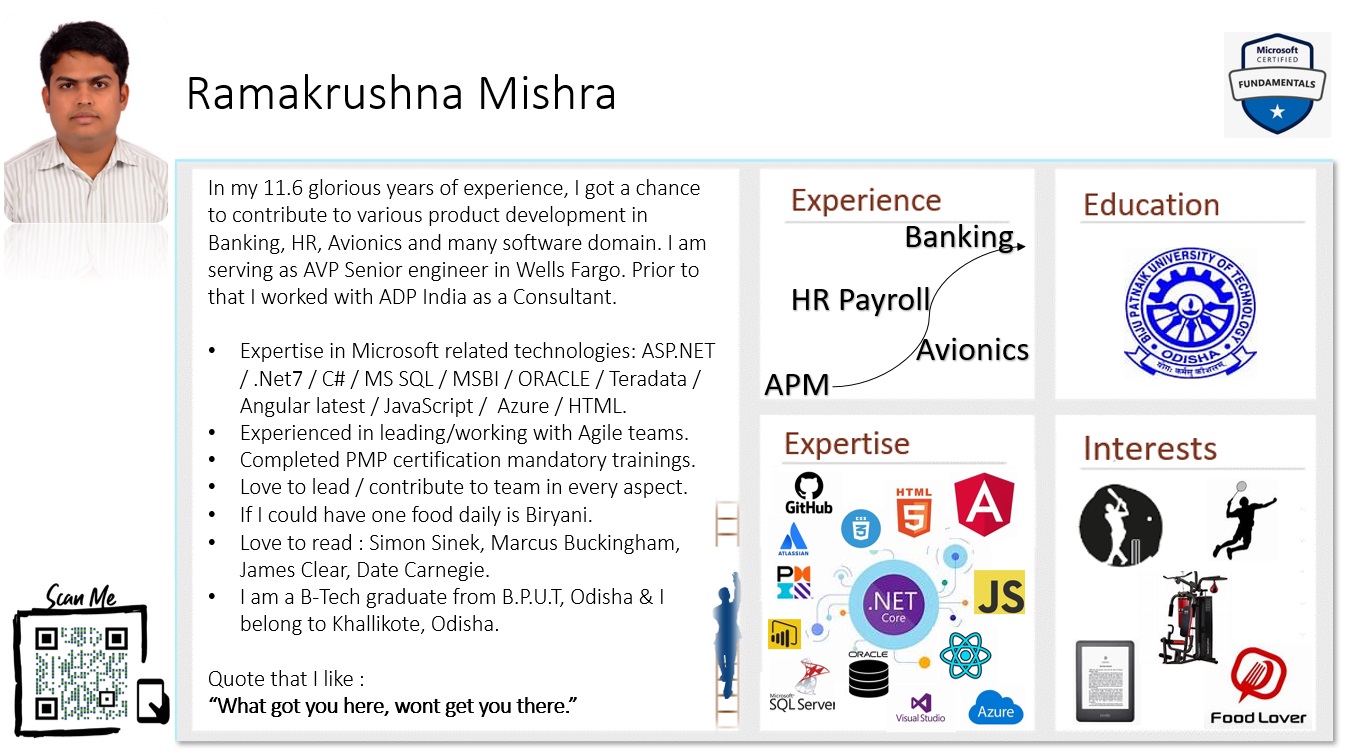 Ramakrushna Mishra
Microsoft
CERTIFIED
FUNDAMENTALS
In my 11.6 glorious years of experience, I got a chance
to contribute to various product development in
Banking, HR, Avionics and many software domain. I am
serving as AVP Senior engineer in Wells Fargo. Prior to
that I worked with ADP India as a Consultant.
• Expertise in Microsoft related technologies: ASP.NET
/ .Net7 / C# / MS SQL / MSBI / ORACLE / Teradata /
Angular latest / JavaScript /  Azure / HTML.
• Experienced in leading/working with Agile teams.
• Completed PMP certification mandatory trainings.
• Love to lead / contribute to team in every aspect.
• If I could have one food daily is Biryani.
• Love to read : Simon Sinek, Marcus Buckingham,
James Clear, Date Carnegie.
• I am a B-Tech graduate from B.P.U.T, Odisha & I
belong to Khallikote, Odisha.
Quote that I like :
“What got you here, wont get you there.”
Scan Me
Experience
Banking
HR Payroll
Avionics
APM
Education
BIJU PATNAIK UNIVERSITY OF TECHNOLOGY
ODISHA
योगः कर्मसु कौशलम्
Expertise
GitHub
CSS
3
HTML
5
A
ATLASSIAN
PM
.NET
Core
JS
ORACLE
Microsoft
SQL Server
Visual Studio
Azure
Interests
Food Lover